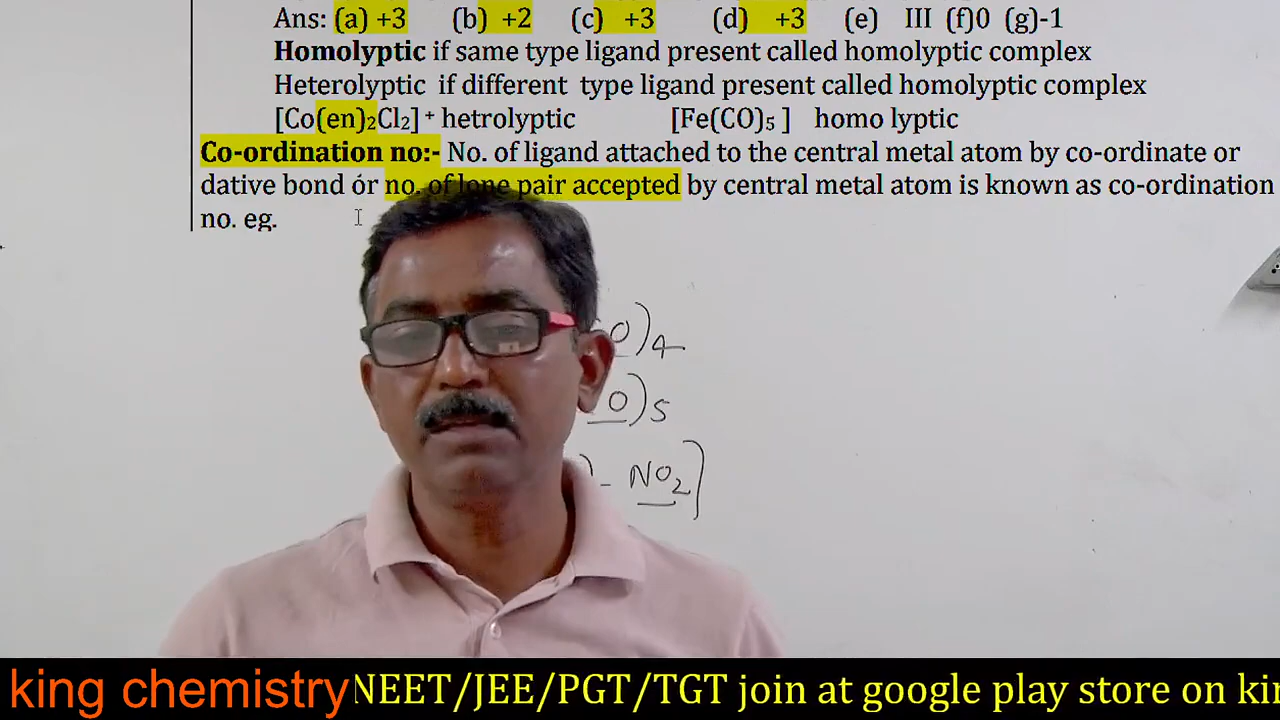 Ans: (a) +3 (b) +2 (c) +3 (d) +3 (e) III (f)0 (g)-1
Homolyptic if same type ligand present called homolyptic complex
Heterolyptic if different type ligand present called homolyptic complex
[Co(en)₂Cl₂]⁺ hetrolyptic [Fe(CO)₅ ] homo lyptic
Co-ordination no:- No. of ligand attached to the central metal atom by co-ordinate or
dative bond or no. of lone pair accepted by central metal atom is known as co-ordination
no. eg.
O)₄
O)₅
) - NO₂]
king chemistry NEET/JEE/PGT/TGT join at google play store on